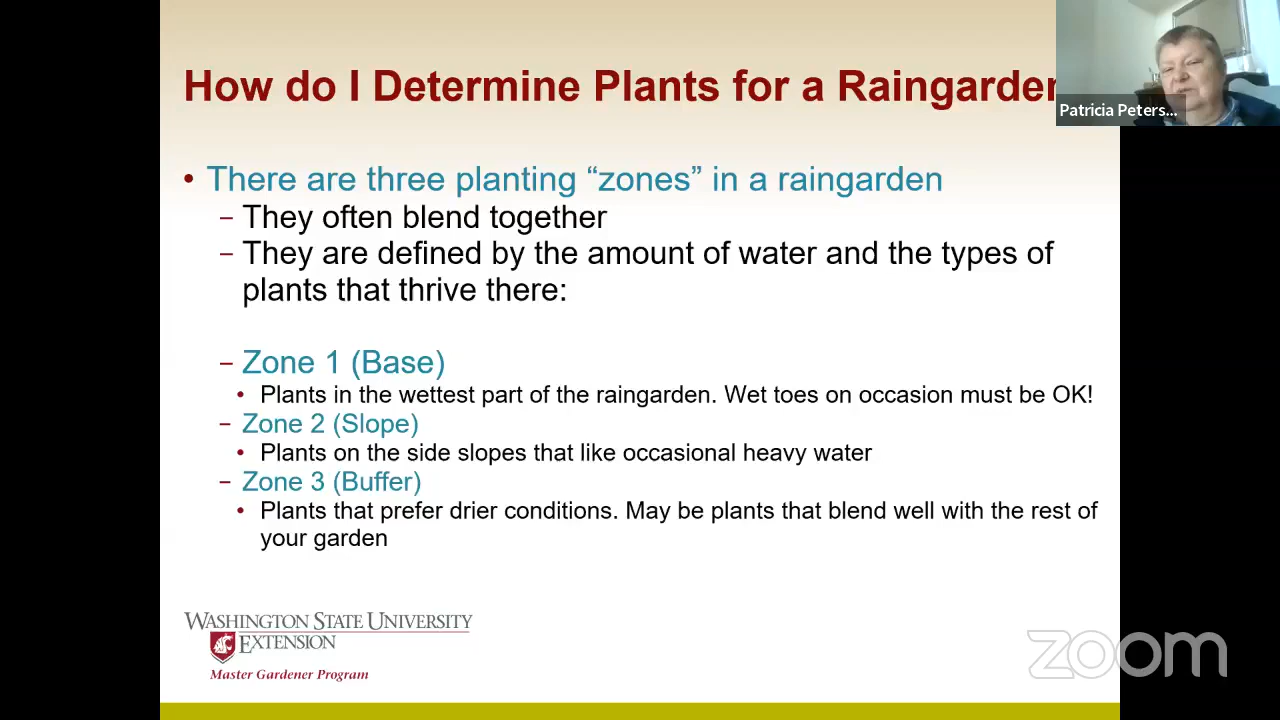 How do I Determine Plants for a Raingarden
Patricia Peters...
• There are three planting “zones” in a raingarden
– They often blend together
– They are defined by the amount of water and the types of
plants that thrive there:
– Zone 1 (Base)
• Plants in the wettest part of the raingarden. Wet toes on occasion must be OK!
– Zone 2 (Slope)
• Plants on the side slopes that like occasional heavy water
– Zone 3 (Buffer)
• Plants that prefer drier conditions. May be plants that blend well with the rest of
your garden
WASHINGTON STATE UNIVERSITY
EXTENSION
Master Gardener Program
zoom